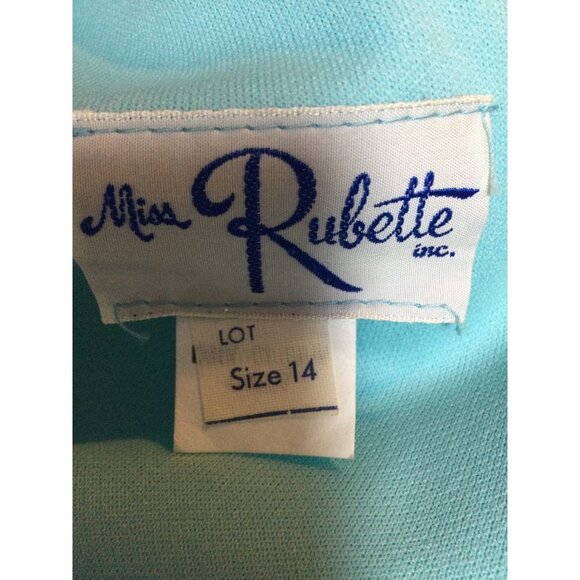 Miss Rubette
inc.
LOT
Size 14